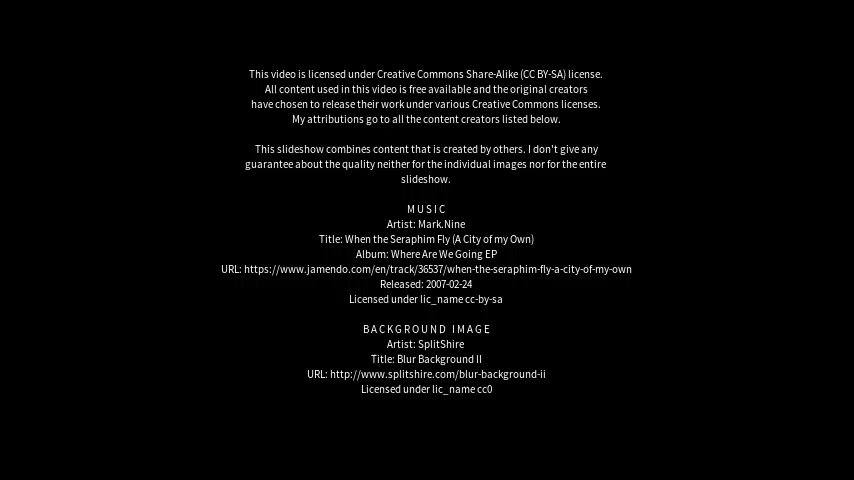 This video is licensed under Creative Commons Share-Alike (CC BY-SA) license.
All content used in this video is free available and the original creators
have chosen to release their work under various Creative Commons licenses.
My attributions go to all the content creators listed below.
This slideshow combines content that is created by others. I don't give any
guarantee about the quality neither for the individual images nor for the entire
slideshow.
MUSIC
Artist: Mark.Nine
Title: When the Seraphim Fly (A City of my Own)
Album: Where Are We Going EP
URL: https://www.jamendo.com/en/track/36537/when-the-seraphim-fly-a-city-of-my-own
Released: 2007-02-24
Licensed under lic_name cc-by-sa
BACKGROUND IMAGE
Artist: SplitShire
Title: Blur Background II
URL: http://www.splitshire.com/blur-background-ii
Licensed under lic_name cc0